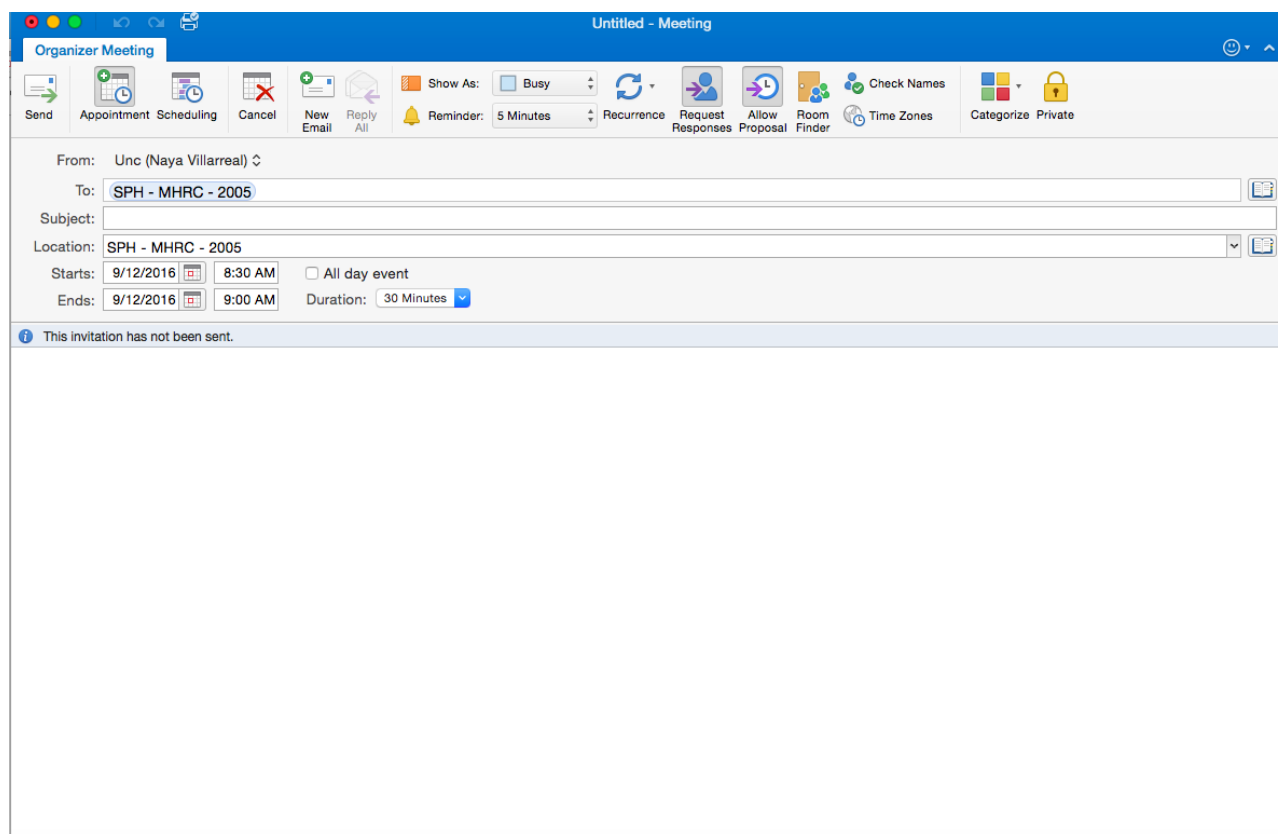 Untitled - Meeting
Organizer Meeting
Send Appointment Scheduling Cancel New Email Reply All Show As: Busy Reminder: 5 Minutes Recurrence Request Responses Allow Proposal Room Finder Check Names Time Zones Categorize Private
From: Unc (Naya Villarreal)
To: SPH - MHRC - 2005
Subject:
Location: SPH - MHRC - 2005
Starts: 9/12/2016 8:30 AM All day event
Ends: 9/12/2016 9:00 AM Duration: 30 Minutes
This invitation has not been sent.